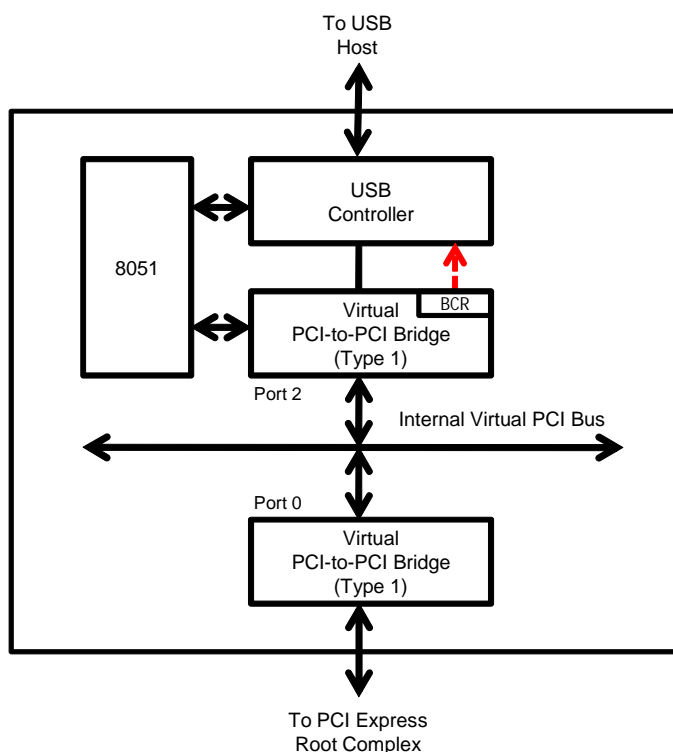 To USB
Host
USB
Controller
8051
BCR
Virtual
PCI-to-PCI Bridge
(Type 1)
Port 2
Internal Virtual PCI Bus
Port 0
Virtual
PCI-to-PCI Bridge
(Type 1)
To PCI Express
Root Complex